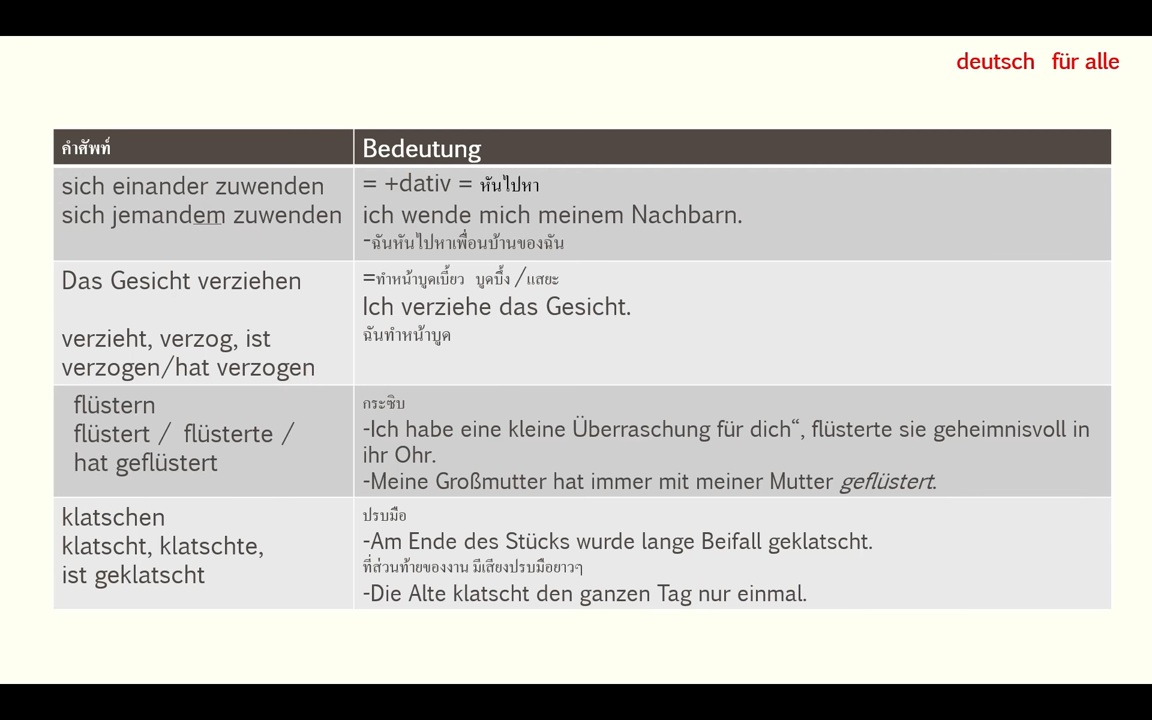 deutsch für alle
คำศัพท์
Bedeutung
sich einander zuwenden
sich jemandem zuwenden
= +dativ = หันไปหา
ich wende mich meinem Nachbarn.
-ฉันหันไปหาเพื่อนบ้านของฉัน
Das Gesicht verziehen
verzieht, verzog, ist
verzogen/hat verzogen
=ทำหน้าบูดเบี้ยว บูดบึ้ง /แสยะ
Ich verziehe das Gesicht.
ฉันทำหน้าบูด
flüstern
flüstert / flüsterte /
hat geflüstert
กระซิบ
-Ich habe eine kleine Überraschung für dich“, flüsterte sie geheimnisvoll in
ihr Ohr.
-Meine Großmutter hat immer mit meiner Mutter geflüstert.
klatschen
klatscht, klatschte,
ist geklatscht
ปรบมือ
-Am Ende des Stücks wurde lange Beifall geklatscht.
ที่ส่วนท้ายของงาน มีเสียงปรบมือยาวๆ
-Die Alte klatscht den ganzen Tag nur einmal.